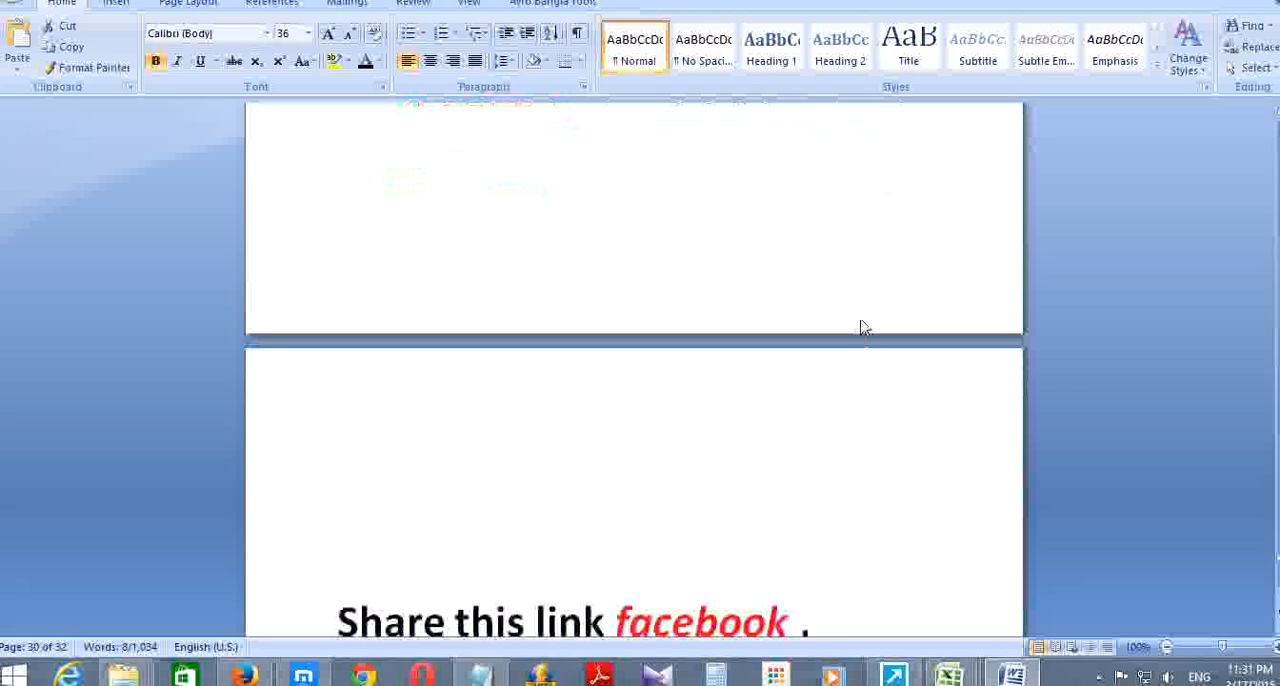 Home Insert Page Layout References Mailings Review View Avro Bangla Tools
Cut
Copy
Format Painter
Paste
Clipboard
Calibri (Body) 36
Font
Paragraph
AaBbCcDc AaBbCcDc AaBbC AaBbCc AaB AaBbCc. AaBbCcDc AaBbCcDc
¶ Normal ¶ No Spaci... Heading 1 Heading 2 Title Subtitle Subtle Em... Emphasis
Styles
Change Styles
Find
Replace
Select
Editing
Share this link facebook .
Page: 30 of 32 Words: 8/1,034 English (U.S.) 100%
ENG 11:31 PM